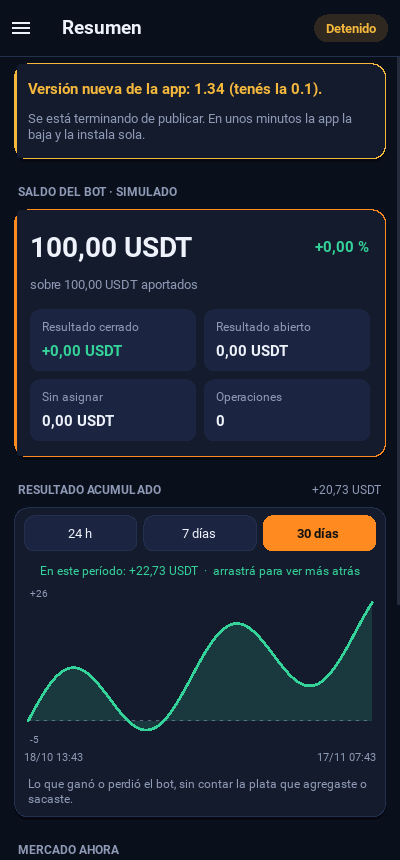 Resumen
Detenido
Versión nueva de la app: 1.34 (tenés la 0.1).
Se está terminando de publicar. En unos minutos la app la
baja y la instala sola.
SALDO DEL BOT · SIMULADO
100,00 USDT
+0,00 %
sobre 100,00 USDT aportados
Resultado cerrado
Resultado abierto
+0,00 USDT
0,00 USDT
Sin asignar
Operaciones
0,00 USDT
0
RESULTADO ACUMULADO
+20,73 USDT
24 h
7 días
30 días
En este período: +22,73 USDT · arrastrá para ver más atrás
+26
-5
18/10 13:43
17/11 07:43
Lo que ganó o perdió el bot, sin contar la plata que agregaste o
sacaste.
MERCADO AHORA